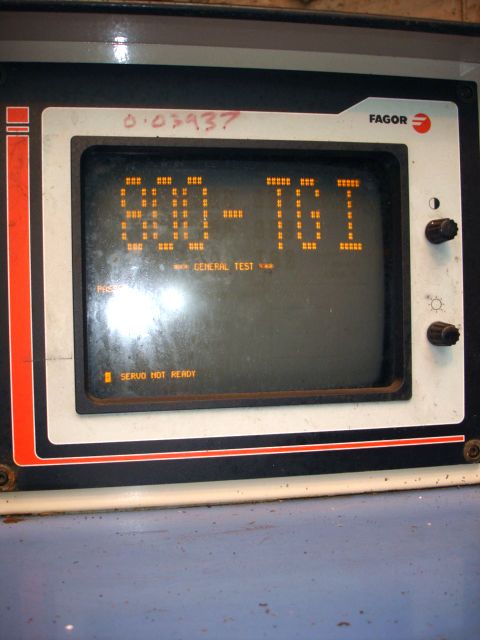 0.03937
FAGOR
800-TGI
*** GENERAL TEST ***
SERVO NOT READY